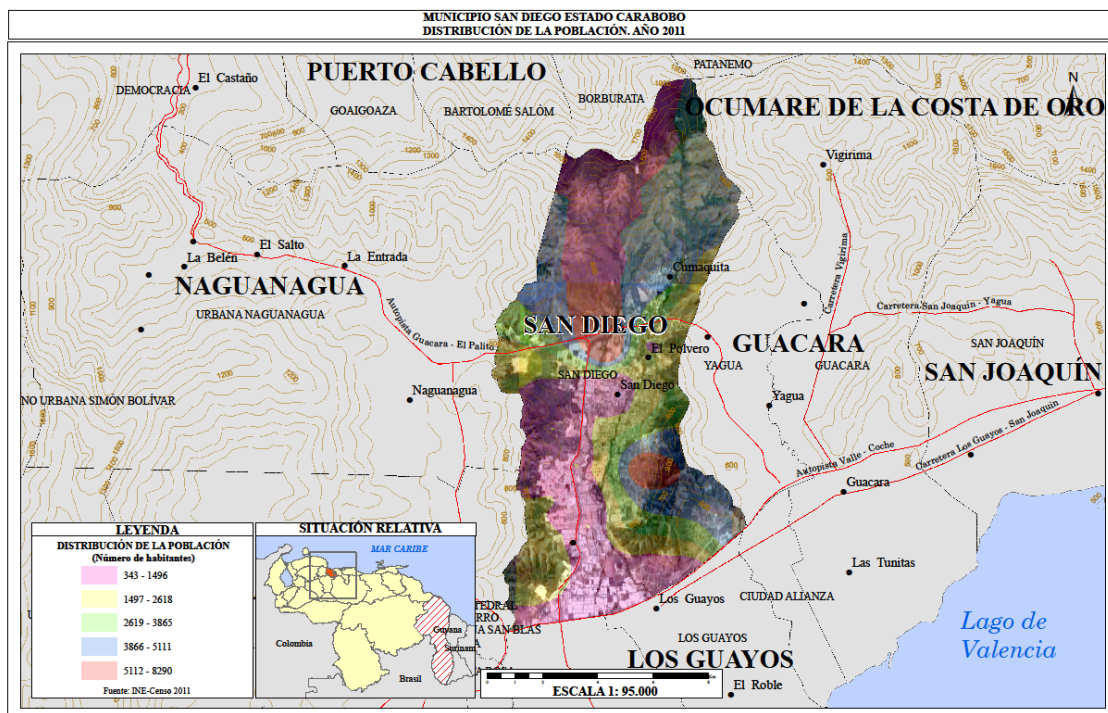 MUNICIPIO SAN DIEGO ESTADO CARABOBO
DISTRIBUCIÓN DE LA POBLACIÓN. AÑO 2011
PATANEMO
El Castaño
DEMOCRACIA
PUERTO CABELLO
GOAIGOAZA
BARTOLOMÉ SALÓM
BORBURATA
OCUMARE DE LA COSTA DE ORO
N
Vigirima
El Salto
La Belén
La Entrada
Cumaquita
NAGUANAGUA
URBANA NAGUANAGUA
Autopista Guacara - El Palito
SAN DIEGO
El Polvero
SAN DIEGO
San Diego
Carretera Vigirima
Carretera San Joaquin - Yagua
GUACARA
YAGUA
GUACARA
SAN JOAQUÍN
SAN JOAQUÍN
Naguanagua
NO URBANA SIMÓN BOLÍVAR
Yagua
Autopista Valle - Coche
Carretera Los Guayos - San Joaquin
Guacara
Las Tunitas
CIUDAD ALIANZA
Los Guayos
LOS GUAYOS
LOS GUAYOS
El Roble
Lago de
Valencia
LEYENDA
DISTRIBUCIÓN DE LA POBLACIÓN
(Número de habitantes)
343 - 1496
1497 - 2618
2619 - 3865
3866 - 5111
5112 - 8290
Fuente: INE-Censo 2011
SITUACIÓN RELATIVA
MAR CARIBE
Colombia
Guyana
Surinam
Brasil
ESCALA 1: 95.000